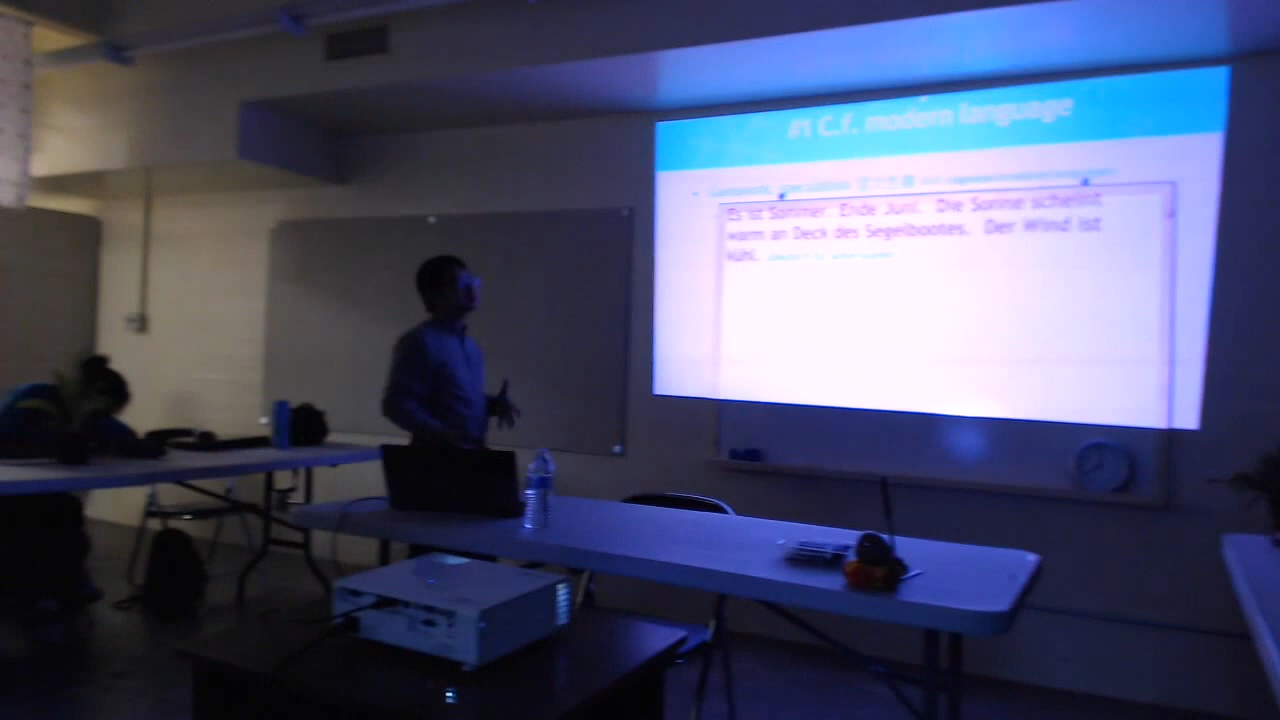 #1 C.f. modern language
Es ist Sommer. Ende Juni. Die Sonne scheint
warm an Deck des Segelbootes. Der Wind ist
kühl.